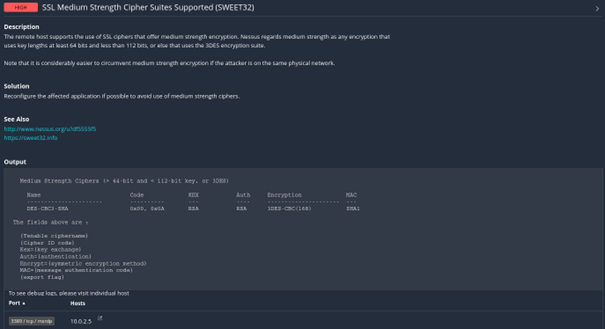 HIGH SSL Medium Strength Cipher Suites Supported (SWEET32)
Description
The remote host supports the use of SSL ciphers that offer medium strength encryption. Nessus regards medium strength as any encryption that
uses key lengths at least 64 bits and less than 112 bits, or else that uses the 3DES encryption suite.
Note that it is considerably easier to circumvent medium strength encryption if the attacker is on the same physical network.
Solution
Reconfigure the affected application if possible to avoid use of medium strength ciphers.
See Also
https://sweet32.info
Output
Medium Strength Ciphers (> 64-bit and < 112-bit key, or 3DES)
Name Code KEX Auth Encryption MAC
---------------------- ---------- --- ---- --------------------- ---
DES-CBC3-SHA 0x00, 0x0A RSA RSA 3DES-CBC(168) SHA1
The fields above are :
{Tenable ciphername}
{Cipher ID code}
Kex={key exchange}
Auth={authentication}
Encrypt={symmetric encryption method}
MAC={message authentication code}
{export flag}
To see debug logs, please visit individual host
Port Hosts
/ tcp / 10.0.2.5